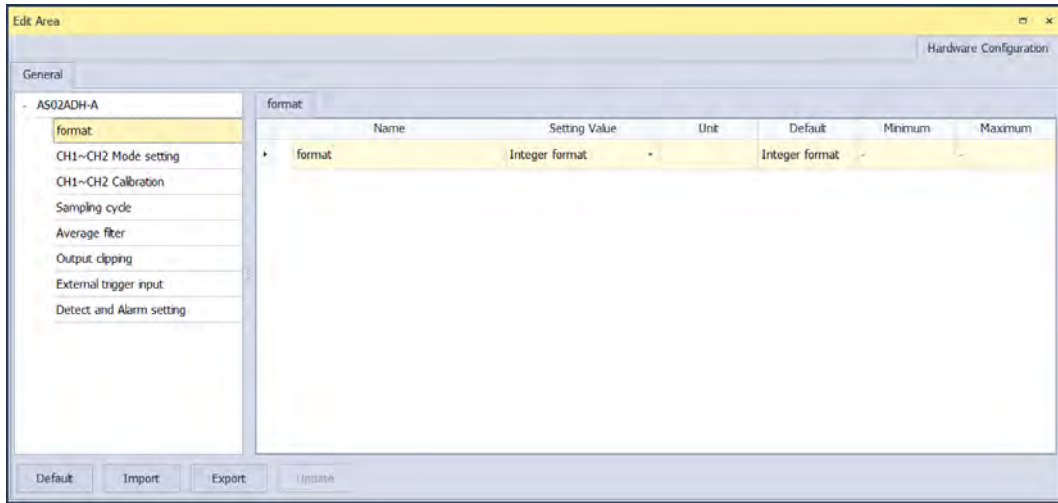 Edit Area
Hardware Configuration
General
- AS02ADH-A
format
CH1~CH2 Mode setting
CH1~CH2 Calibration
Sampling cycle
Average filter
Output clipping
External trigger input
Detect and Alarm setting
format
Name Setting Value Unit Default Minimum Maximum
format Integer format Integer format - -
Default Import Export Update